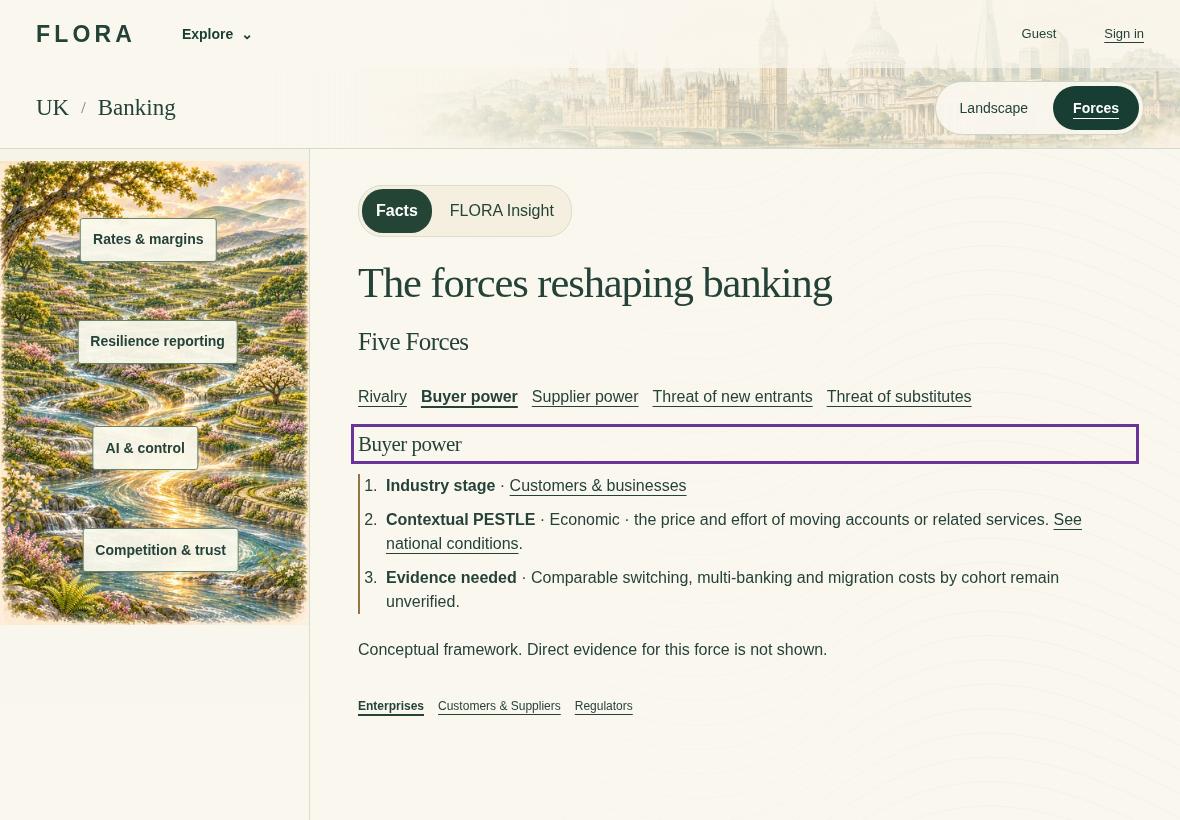 FLORA
Explore
Guest
Sign in
UK / Banking
Landscape
Forces
Rates & margins
Resilience reporting
AI & control
Competition & trust
Facts
FLORA Insight
The forces reshaping banking
Five Forces
Rivalry Buyer power Supplier power Threat of new entrants Threat of substitutes
Buyer power
1. Industry stage · Customers & businesses
2. Contextual PESTLE · Economic · the price and effort of moving accounts or related services. See
national conditions.
3. Evidence needed · Comparable switching, multi-banking and migration costs by cohort remain
unverified.
Conceptual framework. Direct evidence for this force is not shown.
Enterprises Customers & Suppliers Regulators